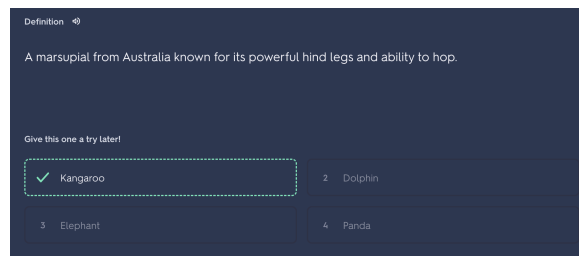 Definition
A marsupial from Australia known for its powerful hind legs and ability to hop.
Give this one a try later!
Kangaroo
2 Dolphin
3 Elephant
4 Panda